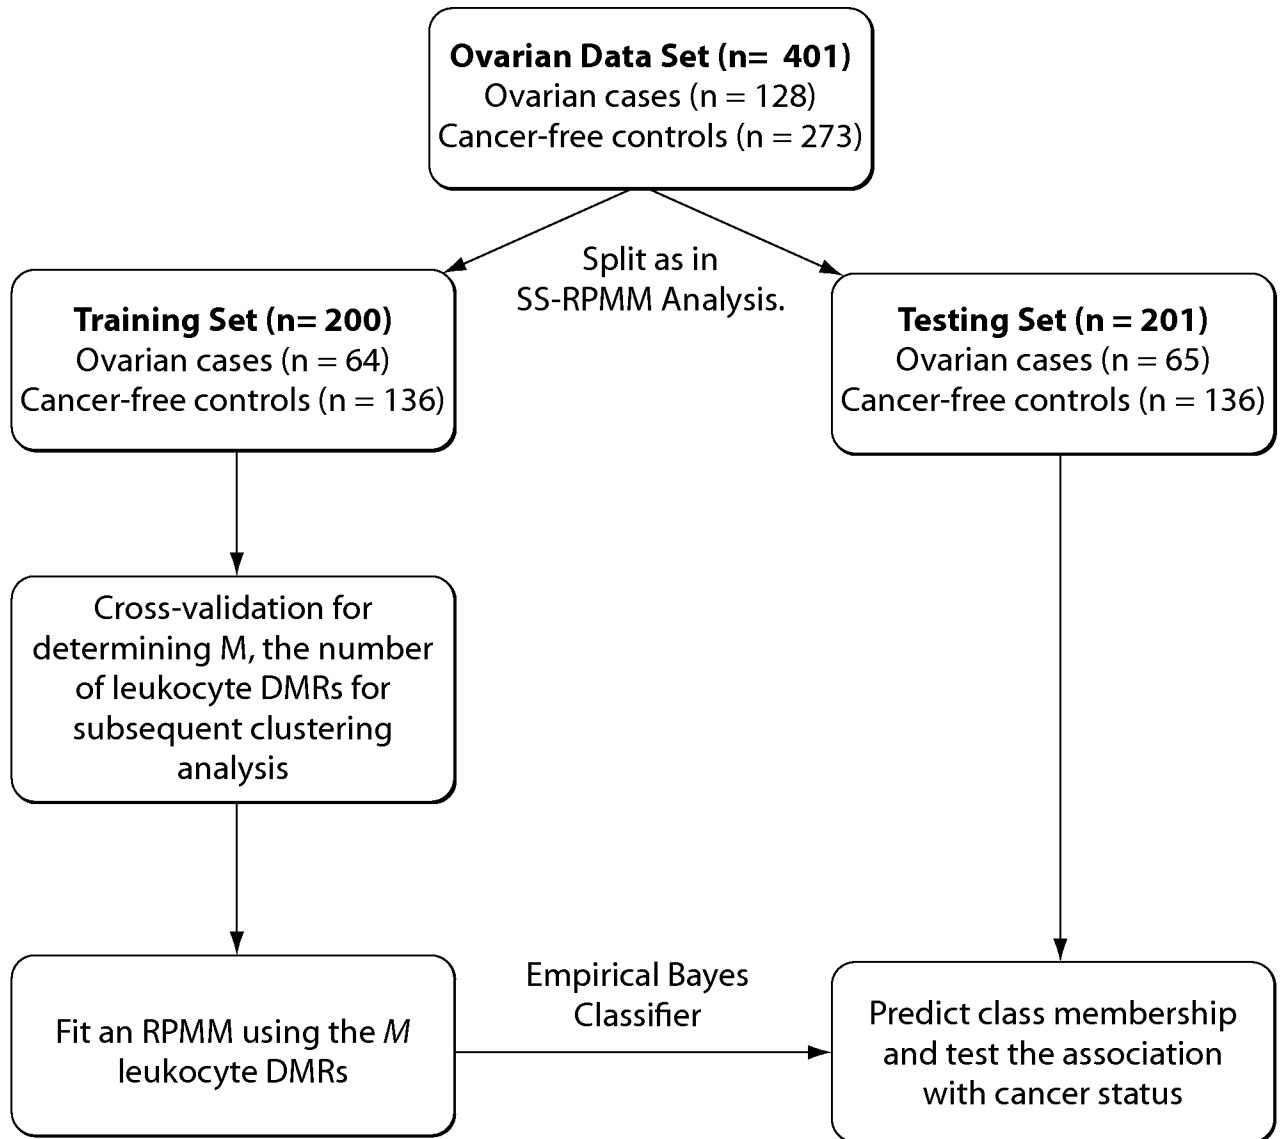 Ovarian Data Set (n=  401)
Ovarian cases (n = 128)
Cancer-free controls (n = 273)
Split as in
SS-RPMM Analysis.
Training Set (n= 200)
Ovarian cases (n = 64)
Cancer-free controls (n = 136)
Testing Set (n = 201)
Ovarian cases (n = 65)
Cancer-free controls (n = 136)
Cross-validation for
determining M, the number
of leukocyte DMRs for
subsequent clustering
analysis
Fit an RPMM using the M
leukocyte DMRs
Empirical Bayes
Classifier
Predict class membership
and test the association
with cancer status